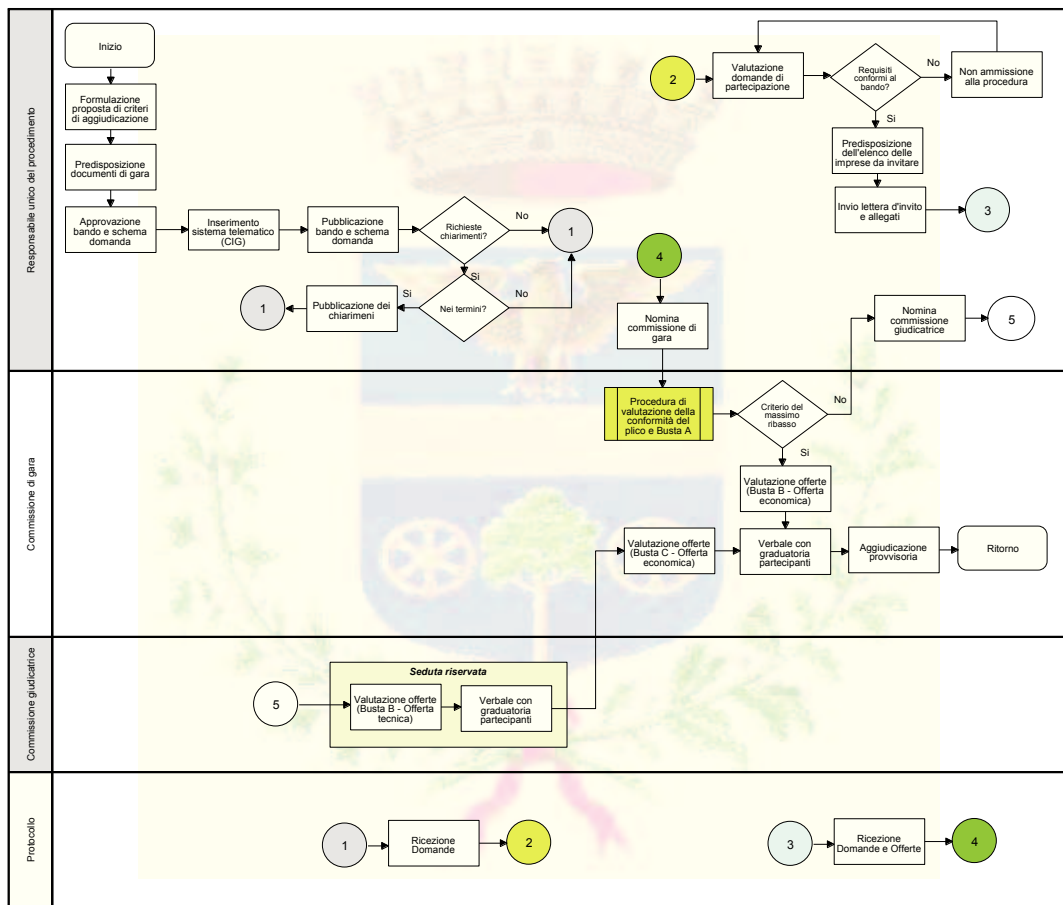 Responsabile unico del procedimento
Inizio
Formulazione
proposta di criteri
di aggiudicazione
Predisposizione
documenti di gara
Approvazione
bando e schema
domanda
Inserimento
sistema telematico
(CIG)
Pubblicazione
bando e schema
domanda
Richieste
chiarimenti?
No
1
Si
Nei termini?
No
Si
Pubblicazione dei
chiarimeni
1
2
Valutazione
domande di
partecipazione
Requisiti
conformi al
bando?
No
Non ammissione
alla procedura
Si
Predisposizione
dell'elenco delle
imprese da invitare
Invio lettera d'invito
e allegati
3
4
Nomina
commissione di
gara
Nomina
commissione
giudicatrice
5
Commissione di gara
Procedura di
valutazione della
conformità del
plico e Busta A
Criterio del
massimo
ribasso
No
Si
Valutazione offerte
(Busta B - Offerta
economica)
Valutazione offerte
(Busta C - Offerta
economica)
Verbale con
graduatoria
partecipanti
Aggiudicazione
provvisoria
Ritorno
Commissione giudicatrice
Seduta riservata
5
Valutazione offerte
(Busta B - Offerta
tecnica)
Verbale con
graduatoria
partecipanti
Protocollo
1
Ricezione
Domande
2
3
Ricezione
Domande e Offerte
4